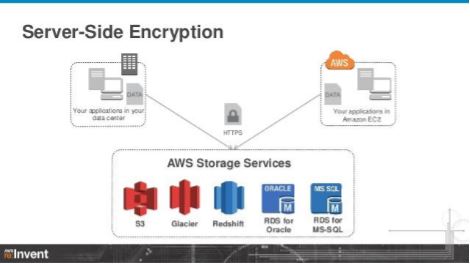 Server-Side Encryption
AWS
DATA
DATA
Your applications in your
data center
Your applications in
Amazon EC2
HTTPS
AWS Storage Services
ORACLE
MS SQL
M
M
S3
Glacier
Redshift
RDS for
Oracle
RDS for
MS-SQL
AWS
re:Invent